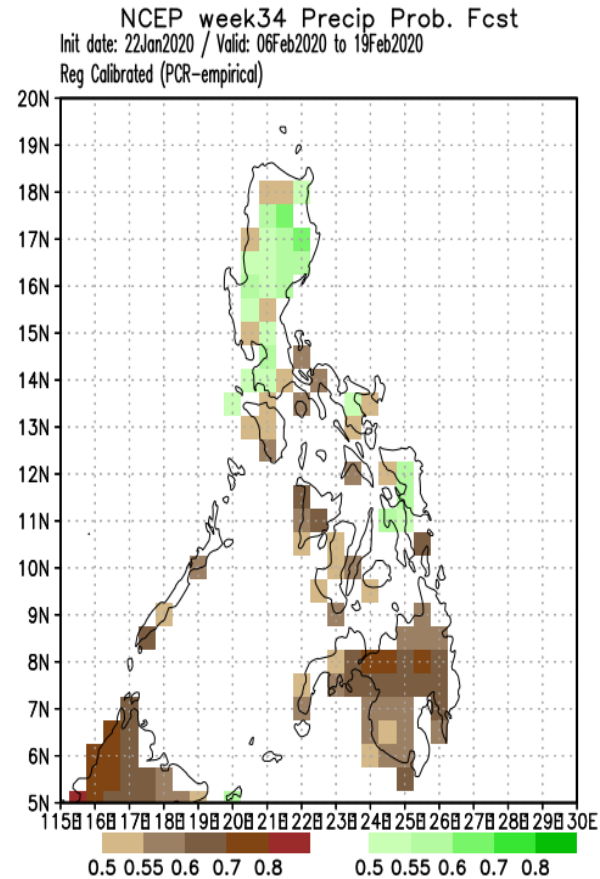 NCEP week34 Precip Prob. Fcst
Init date: 22Jan2020 / Valid: 06Feb2020 to 19Feb2020
Reg Calibrated (PCR-empirical)
20N
19N
18N
17N
16N
15N
14N
13N
12N
11N
10N
9N
8N
7N
6N
5N
115E 116E 117E 118E 119E 120E 121E 122E 123E 124E 125E 126E 127E 128E 129E 130E
0.5 0.55 0.6 0.7 0.8 0.5 0.55 0.6 0.7 0.8